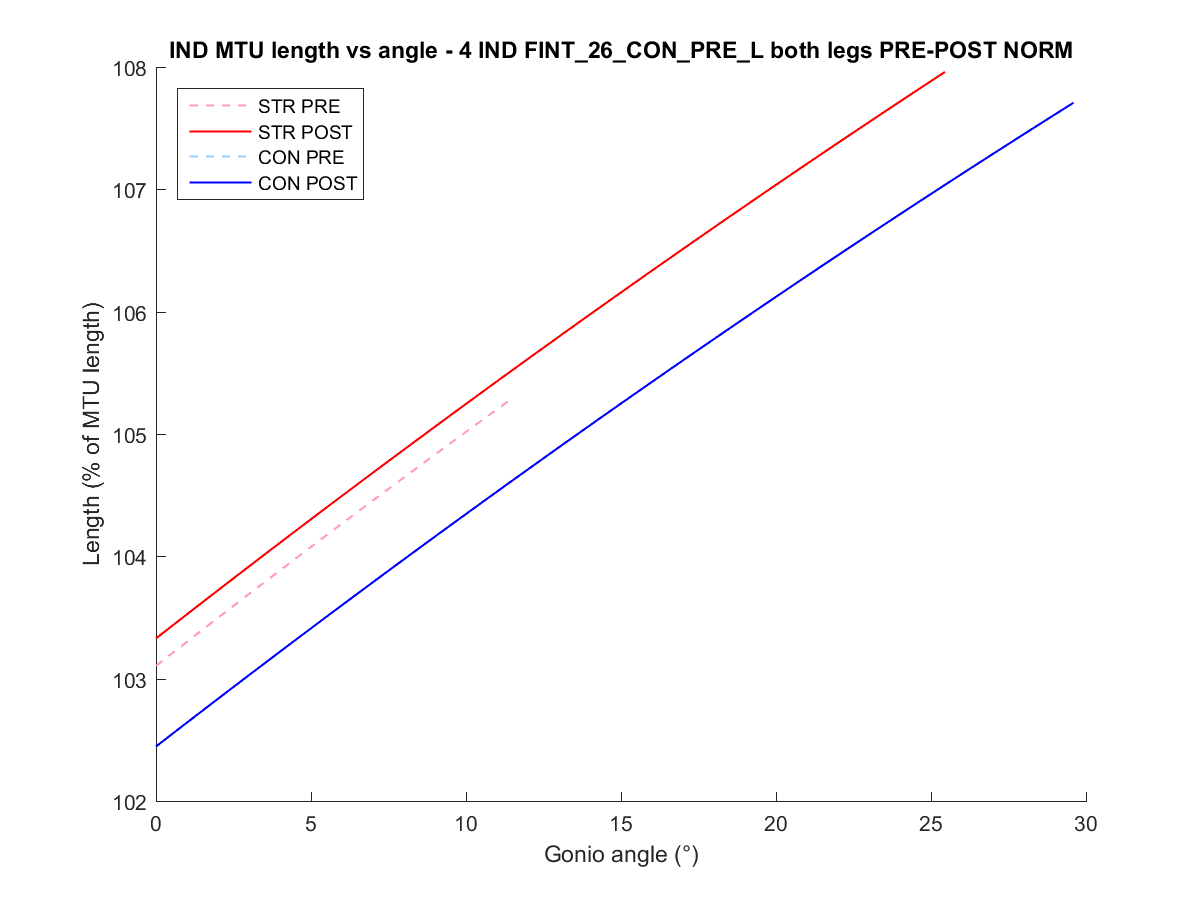 IND MTU length vs angle - 4 IND FINT_26_CON_PRE_L both legs PRE-POST NORM
STR PRE
STR POST
CON PRE
CON POST
Length (% of MTU length)
108
107
106
105
104
103
102
0 5 10 15 20 25 30
Gonio angle (°)